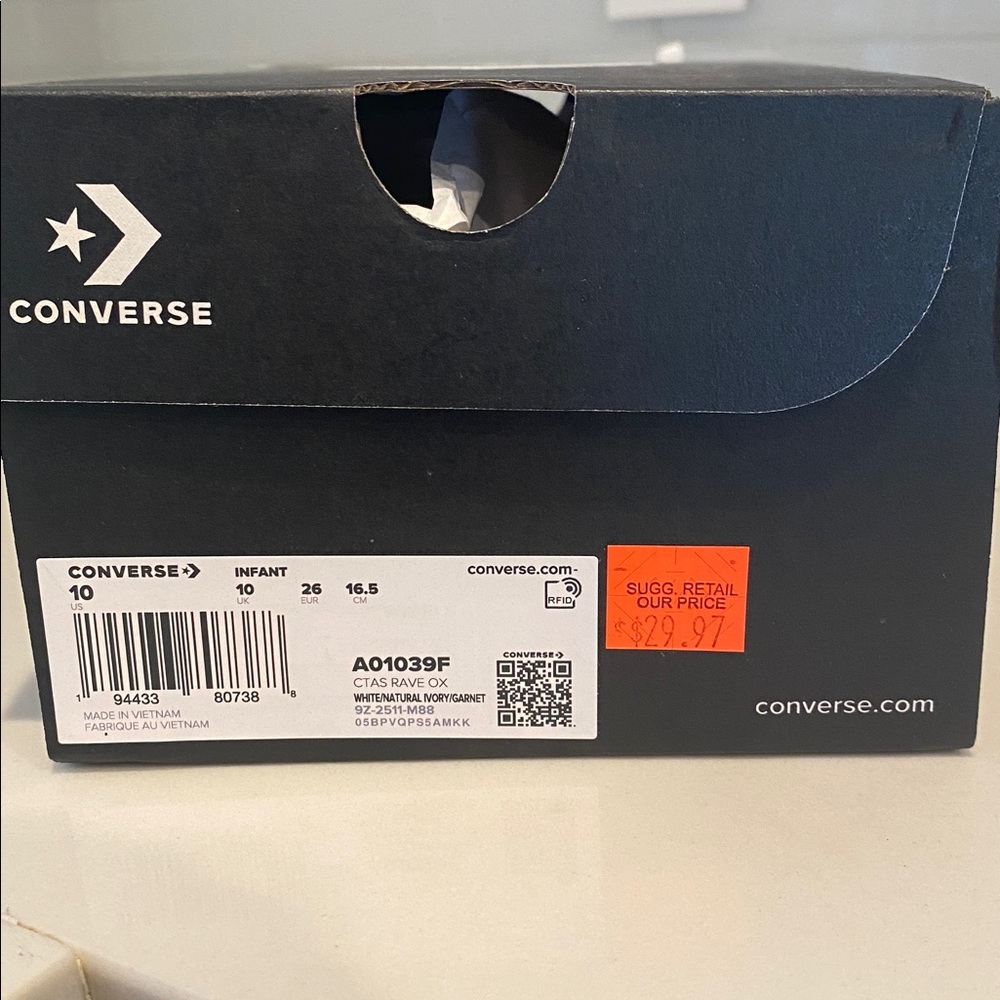 CONVERSE
CONVERSE
INFANT
converse.com
10
10
26
16.5
US
UK
EUR
CM
RFID
CONVERSE
A01039F
CTAS RAVE OX
WHITE/NATURAL IVORY/GARNET
9Z-2511-M88
05BPVQPS5AMKK
1 94433 80738 8
MADE IN VIETNAM
FABRIQUE AU VIETNAM
SUGG. RETAIL
OUR PRICE
$$29.97
converse.com